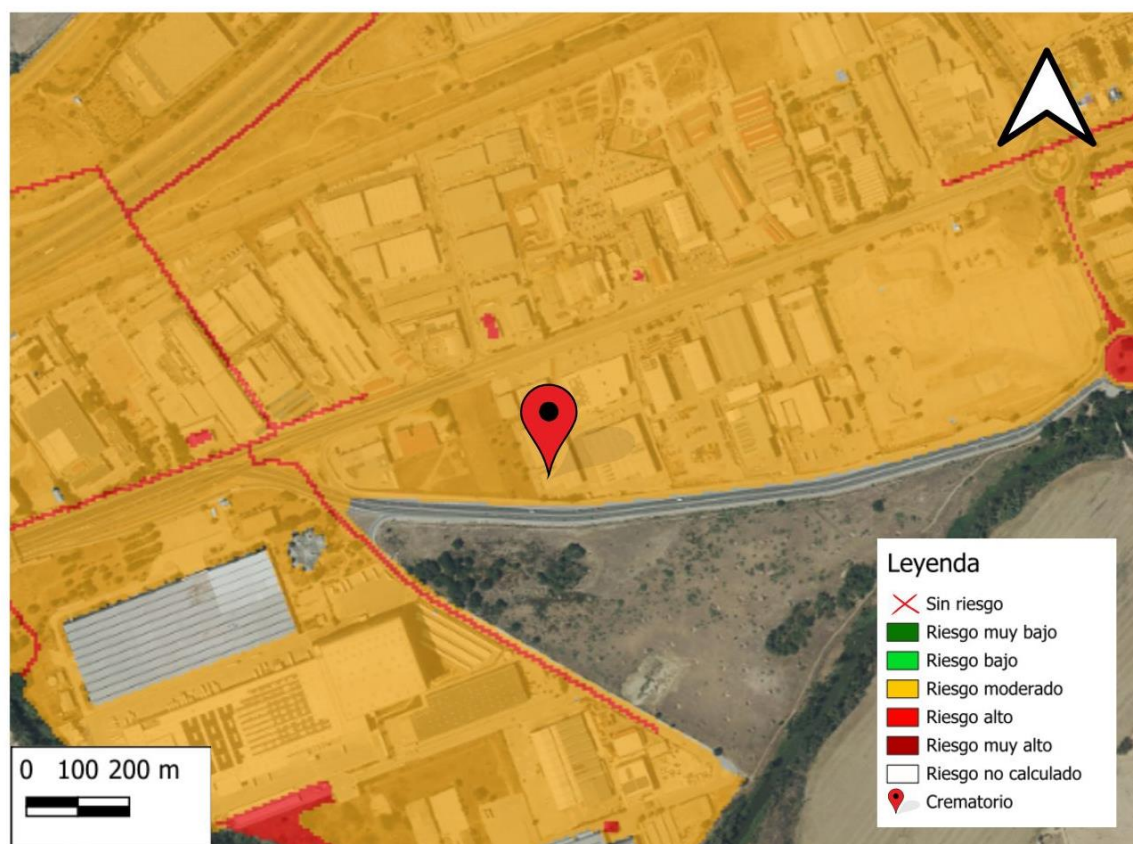 Leyenda
Sin riesgo
Riesgo muy bajo
Riesgo bajo
Riesgo moderado
Riesgo alto
Riesgo muy alto
Riesgo no calculado
Crematorio
0 100 200 m